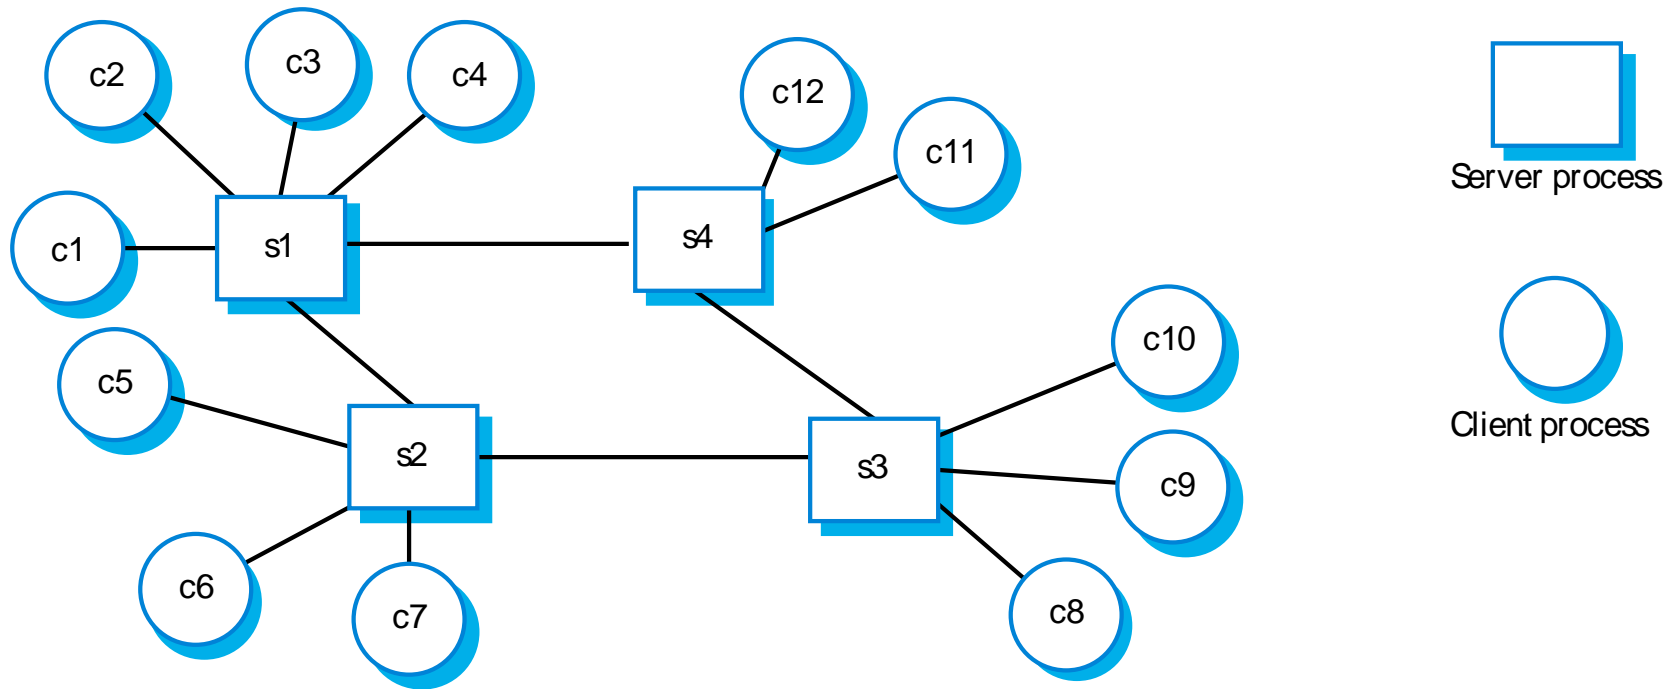 c2
c3
c4
c12
c11
Server process
c1
s1
s4
c10
c5
Client process
s2
s3
c9
c6
c7
c8